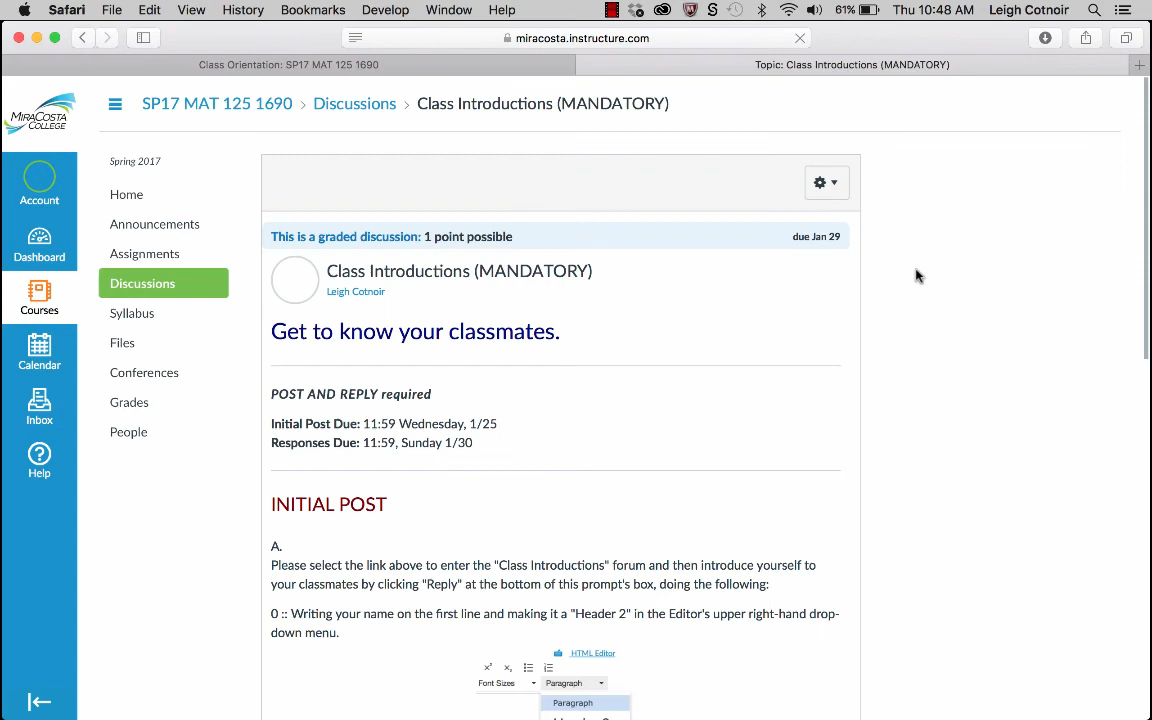 Safari File Edit View History Bookmarks Develop Window Help 61% Thu 10:48 AM Leigh Cotnoir
miracosta.instructure.com
Class Orientation: SP17 MAT 125 1690
Topic: Class Introductions (MANDATORY)
MIRACOSTA COLLEGE
SP17 MAT 125 1690 > Discussions > Class Introductions (MANDATORY)
Account
Dashboard
Courses
Calendar
Inbox
Help
Spring 2017
Home
Announcements
Assignments
Discussions
Syllabus
Files
Conferences
Grades
People
This is a graded discussion: 1 point possible
due Jan 29
Class Introductions (MANDATORY)
Leigh Cotnoir
Get to know your classmates.
POST AND REPLY required
Initial Post Due: 11:59 Wednesday, 1/25
Responses Due: 11:59, Sunday 1/30
INITIAL POST
A.
Please select the link above to enter the "Class Introductions" forum and then introduce yourself to
your classmates by clicking "Reply" at the bottom of this prompt's box, doing the following:
0 :: Writing your name on the first line and making it a "Header 2" in the Editor's upper right-hand drop-
down menu.
HTML Editor
Font Sizes Paragraph
Paragraph